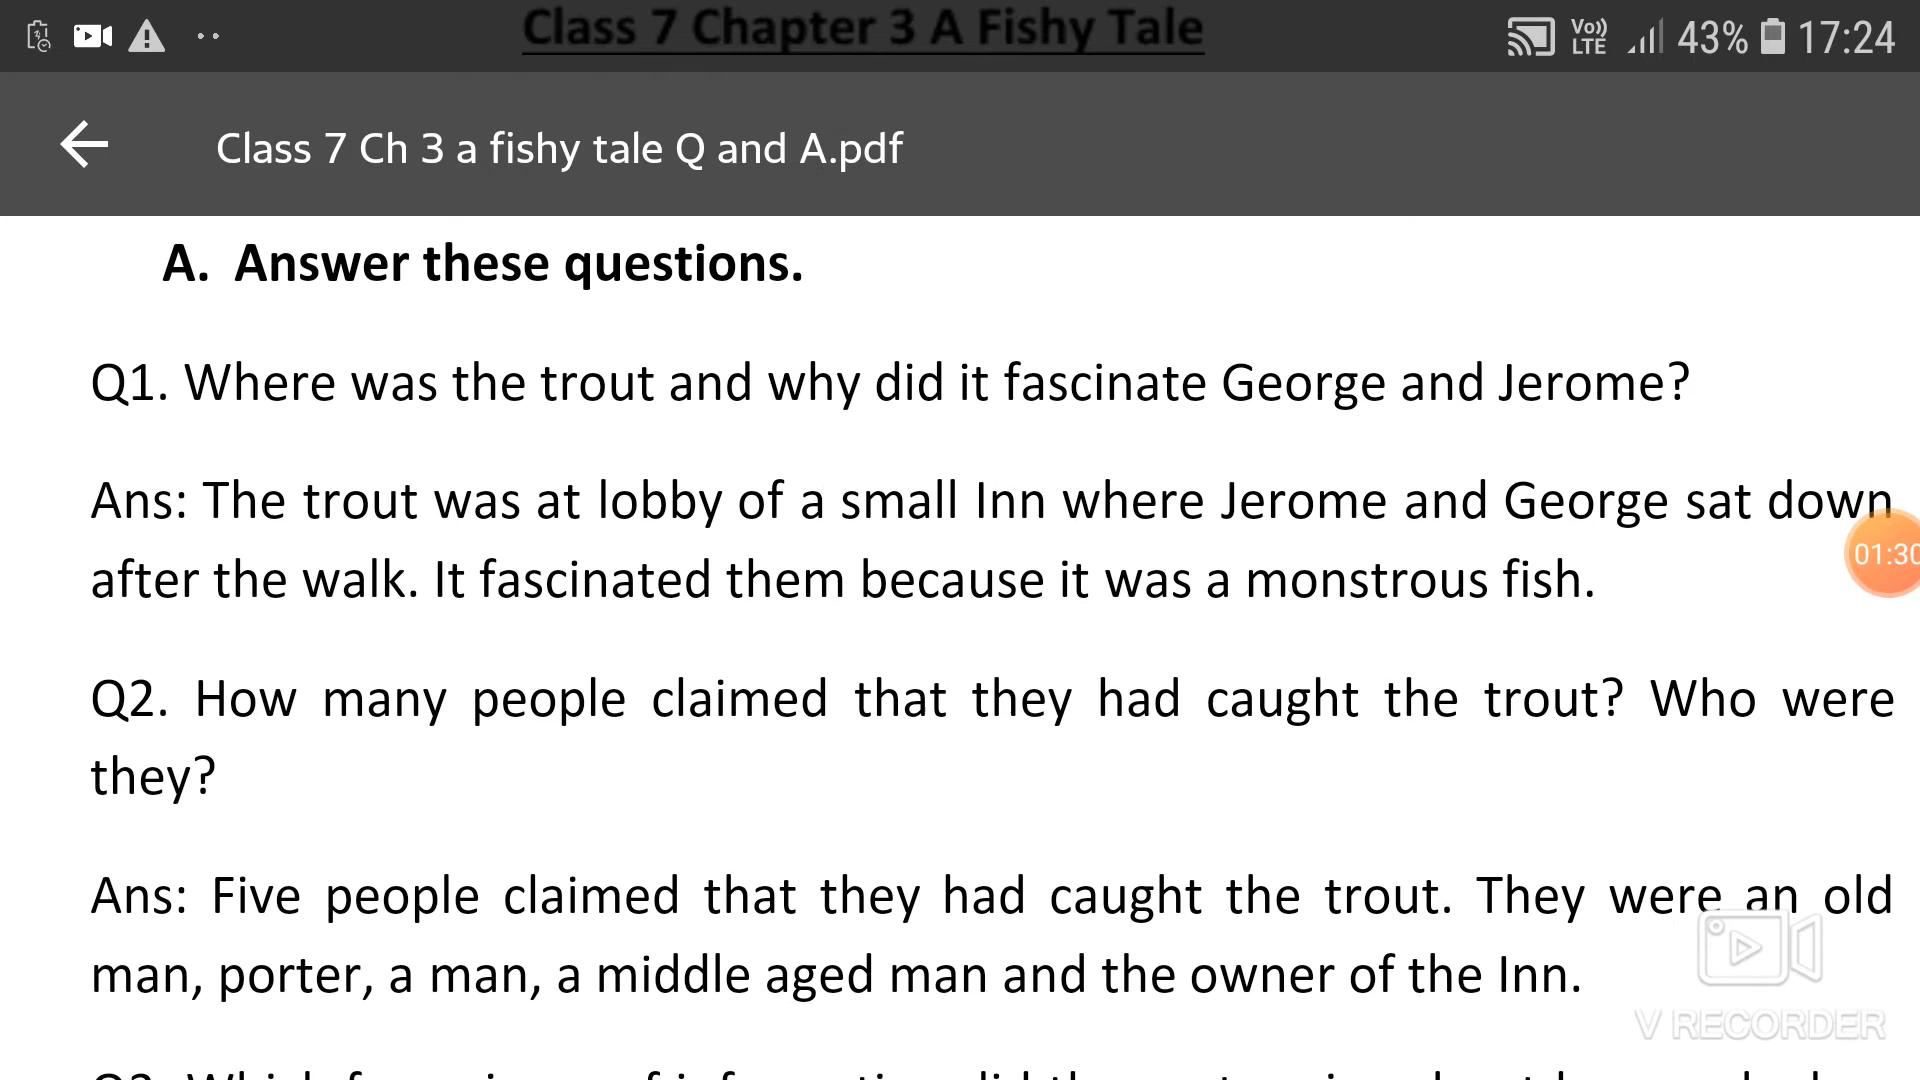 Class 7 Chapter 3 A Fishy Tale
Vo)) LTE 43% 17:24
Class 7 Ch 3 a fishy tale Q and A.pdf
A. Answer these questions.
Q1. Where was the trout and why did it fascinate George and Jerome?
Ans: The trout was at lobby of a small Inn where Jerome and George sat down
after the walk. It fascinated them because it was a monstrous fish.
01:30
Q2. How many people claimed that they had caught the trout? Who were
they?
Ans: Five people claimed that they had caught the trout. They were an old
man, porter, a man, a middle aged man and the owner of the Inn.
V RECORDER